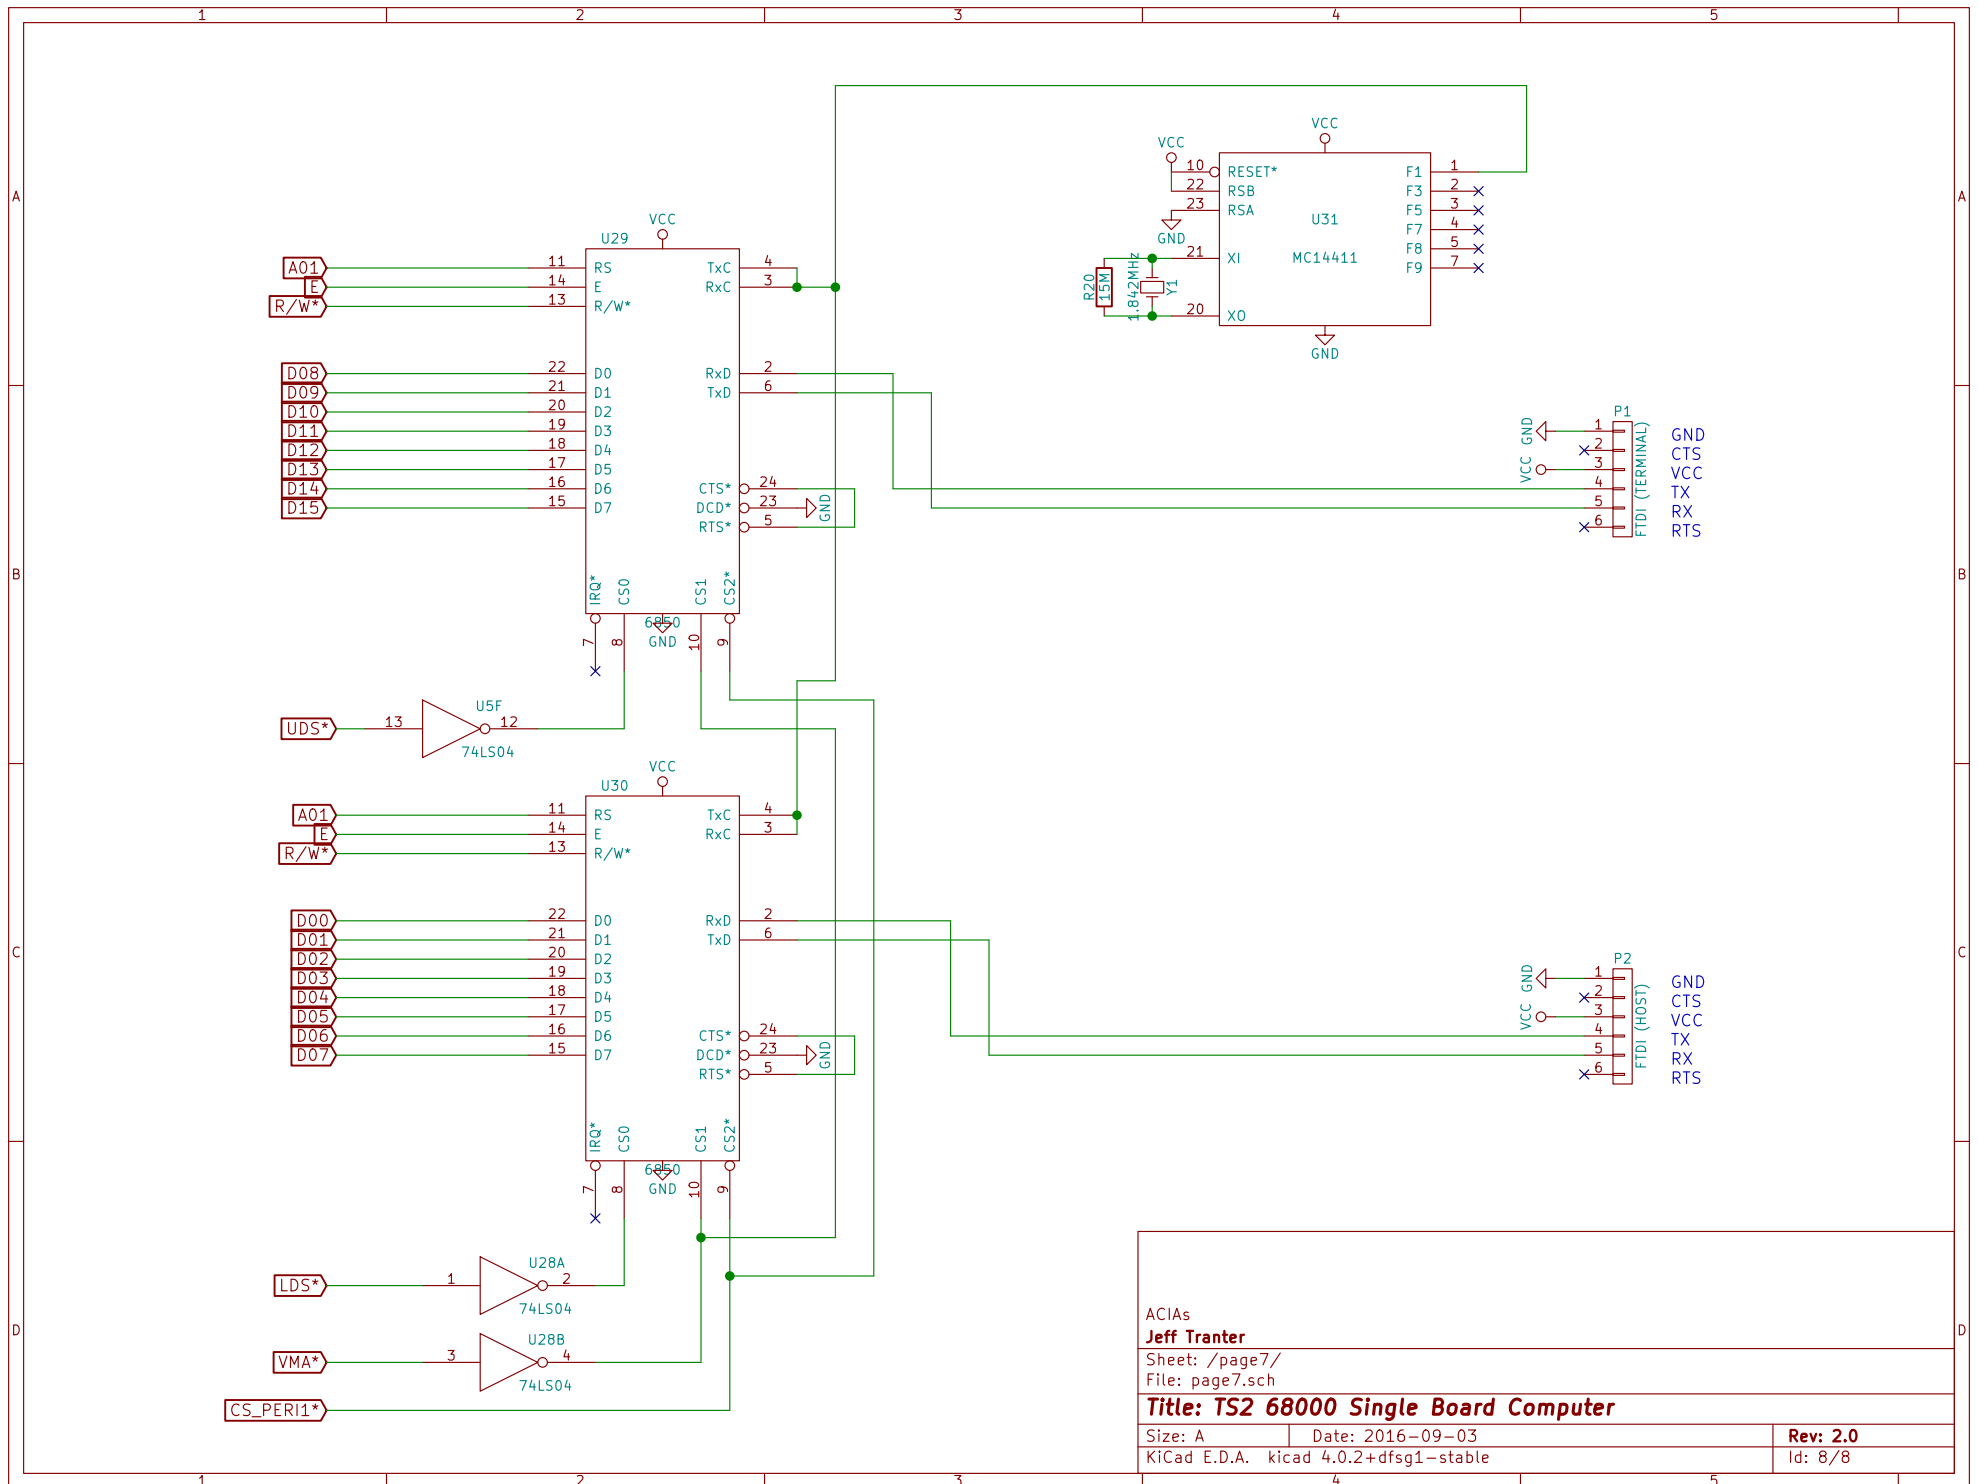 1 2 3 4 5
A A
B B
C C
D D
VCC
U31
MC14411
VCC
10 RESET*
22 RSB
23 RSA
GND
21 XI
20 XO
GND
F1 1
F3 2
F5 3
F7 4
F8 5
F9 7
R20
15M
1.842MHz
Y1
VCC
U29
A01 11 RS
E 14 E
R/W* 13 R/W*
D08 22 D0
D09 21 D1
D10 20 D2
D11 19 D3
D12 18 D4
D13 17 D5
D14 16 D6
D15 15 D7
TxC 4
RxC 3
RxD 2
TxD 6
CTS* 24
DCD* 23 GND
RTS* 5
IRQ* CS0 CS1 CS2*
7 8 10 9
6850
GND
P1
FTDI (TERMINAL)
GND 1 GND
2 CTS
VCC 3 VCC
4 TX
5 RX
6 RTS
UDS* 13 12
U5F
74LS04
VCC
U30
A01 11 RS
E 14 E
R/W* 13 R/W*
D00 22 D0
D01 21 D1
D02 20 D2
D03 19 D3
D04 18 D4
D05 17 D5
D06 16 D6
D07 15 D7
TxC 4
RxC 3
RxD 2
TxD 6
CTS* 24
DCD* 23 GND
RTS* 5
IRQ* CS0 CS1 CS2*
7 8 10 9
6850
GND
P2
FTDI (HOST)
GND 1 GND
2 CTS
VCC 3 VCC
4 TX
5 RX
6 RTS
LDS* 1 2
U28A
74LS04
VMA* 3 4
U28B
74LS04
CS_PERI1*
ACIAs
Jeff Tranter
Sheet: /page7/
File: page7.sch
Title: TS2 68000 Single Board Computer
Size: A Date: 2016-09-03 Rev: 2.0
KiCad E.D.A. kicad 4.0.2+dfsg1-stable Id: 8/8
1 2 3 4 5